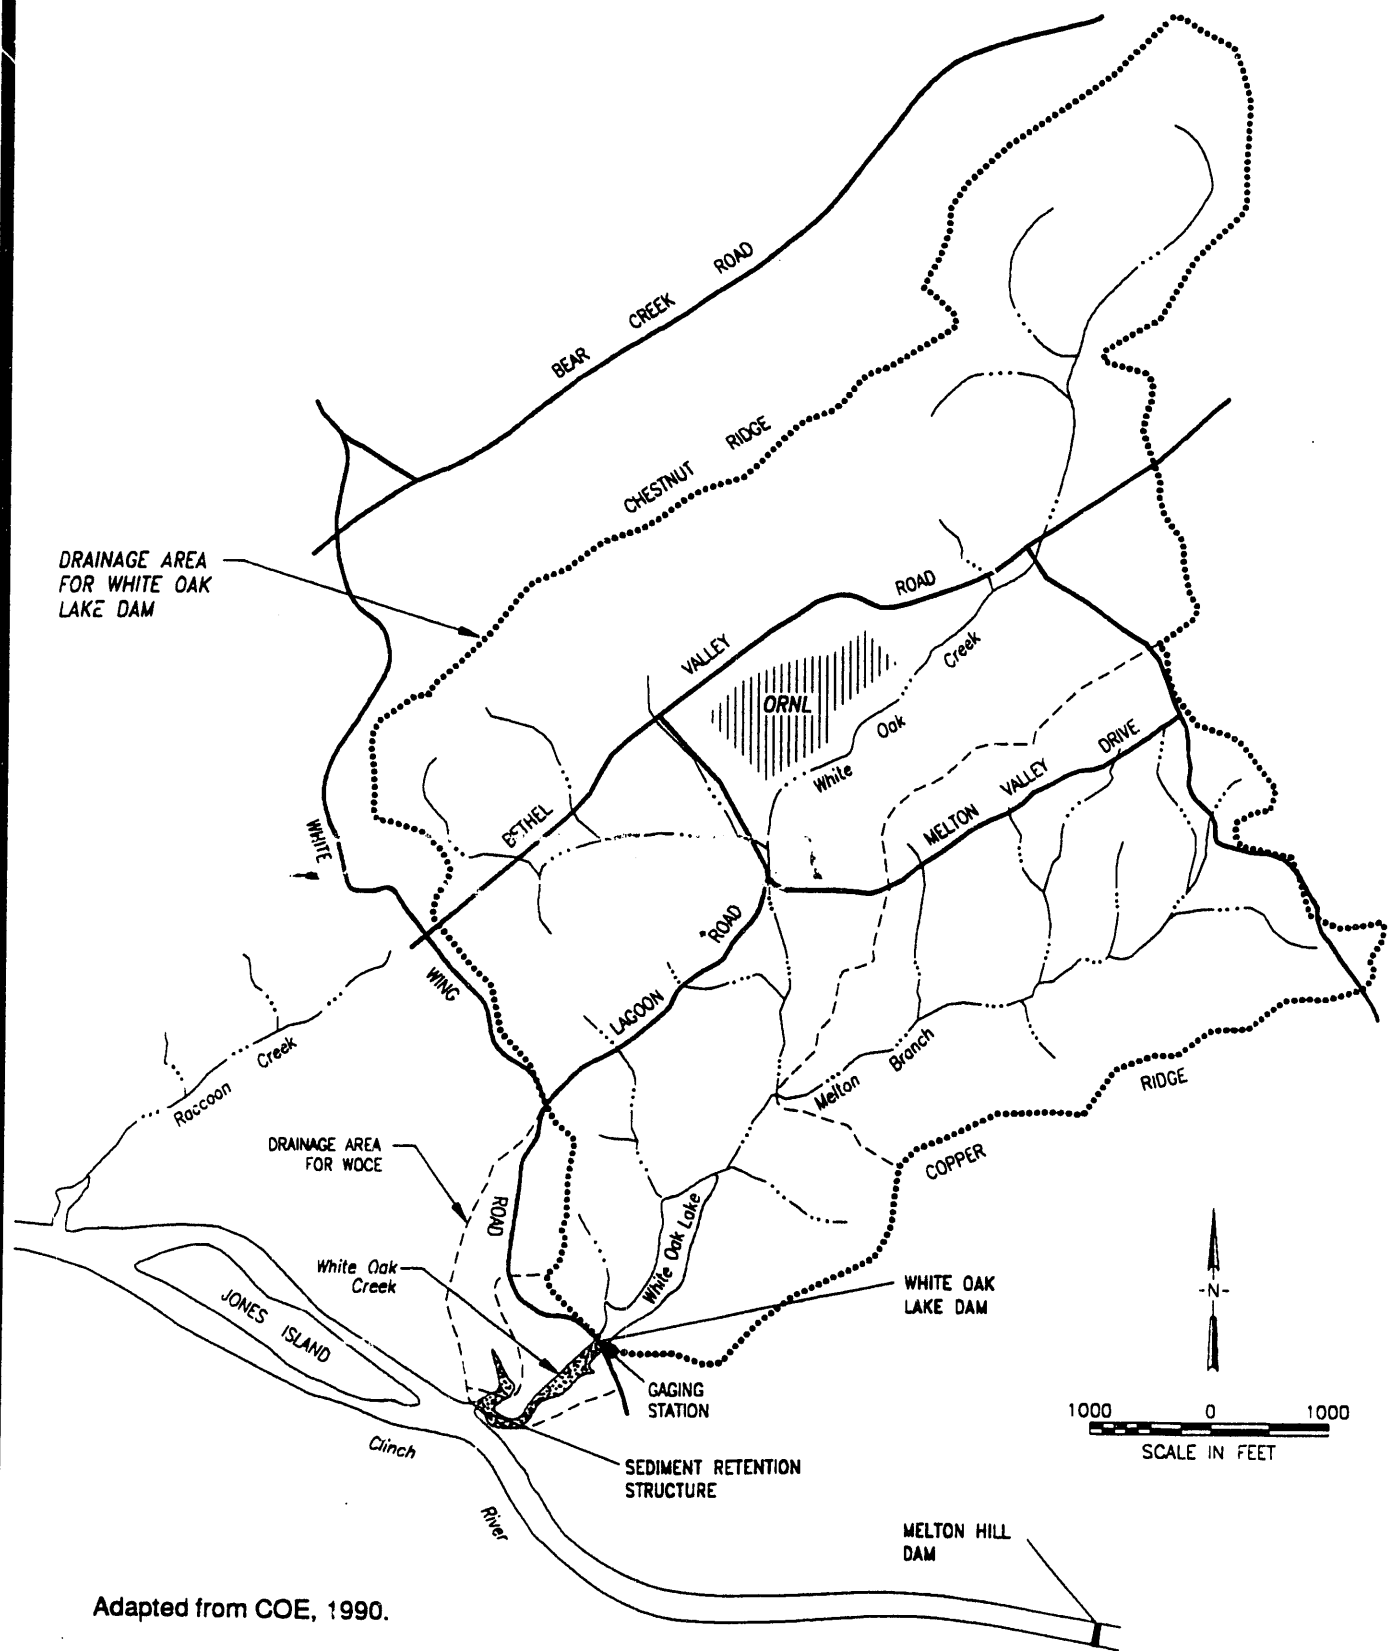 BEAR CREEK ROAD
CHESTNUT RIDGE
DRAINAGE AREA
FOR WHITE OAK
LAKE DAM
BETHEL VALLEY ROAD
ORNL
White Oak Creek
MELTON VALLEY DRIVE
WHITE WING ROAD
LAGOON ROAD
Raccoon Creek
Melton Branch
COPPER RIDGE
DRAINAGE AREA
FOR WOCE
White Oak
Creek
White Oak Lake
WHITE OAK
LAKE DAM
JONES ISLAND
GAGING
STATION
-N-
1000 0 1000
SCALE IN FEET
Clinch River
SEDIMENT RETENTION
STRUCTURE
MELTON HILL
DAM
Adapted from COE, 1990.